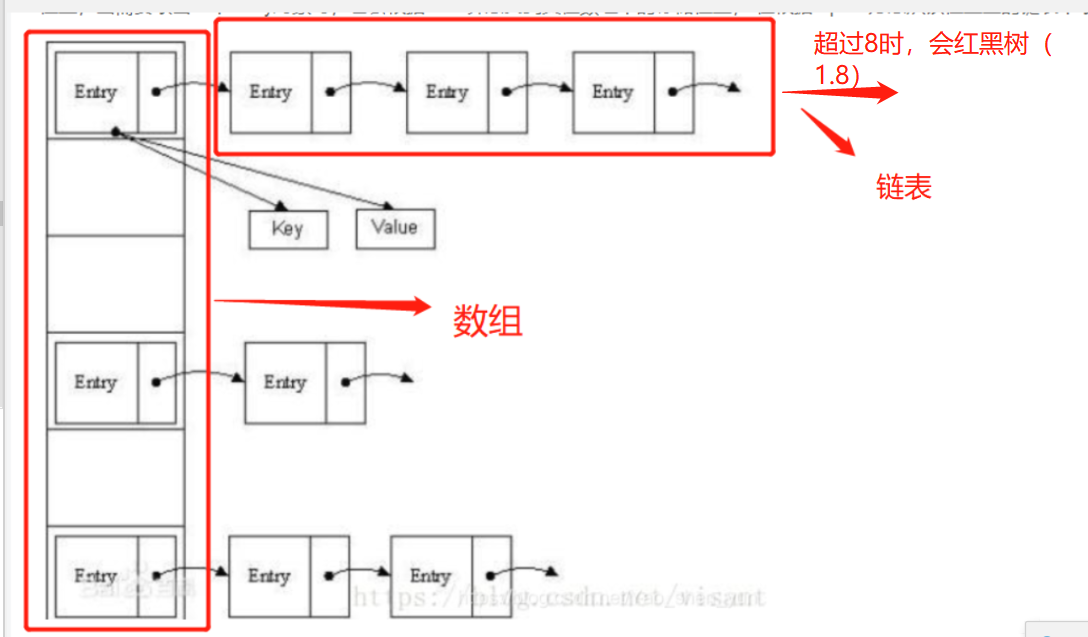 超过8时，会红黑树（
1.8）
Entry Entry Entry Entry
链表
Key Value
数组
Entry Entry
Entry Entry Entry
https://blog.csdn.net/visant